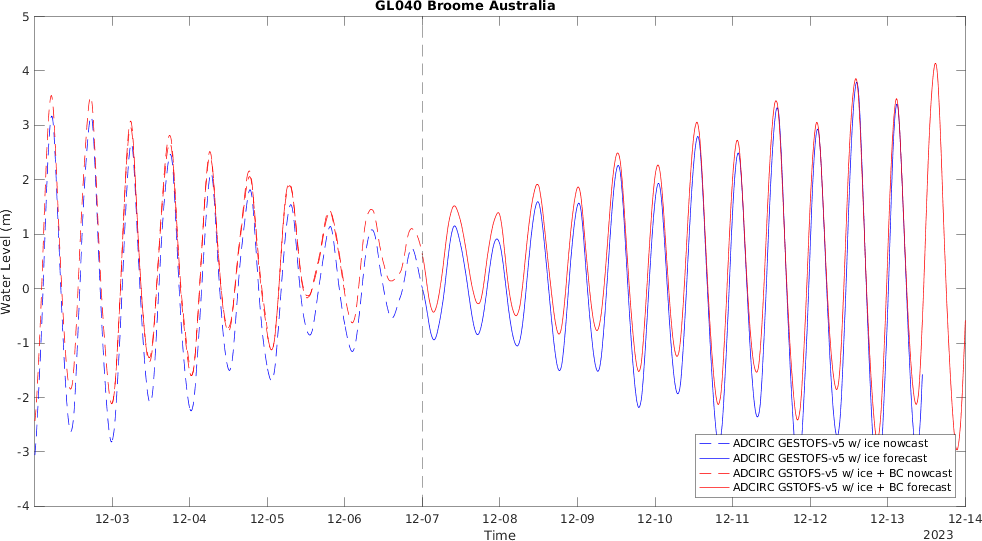 GL040 Broome Australia
5
4
3
2
1
0
-1
-2
-3
-4
Water Level (m)
ADCIRC GESTOFS-v5 w/ ice nowcast
ADCIRC GESTOFS-v5 w/ ice forecast
ADCIRC GSTOFS-v5 w/ ice + BC nowcast
ADCIRC GSTOFS-v5 w/ ice + BC forecast
12-03 12-04 12-05 12-06 12-07 12-08 12-09 12-10 12-11 12-12 12-13 12-14
Time
2023